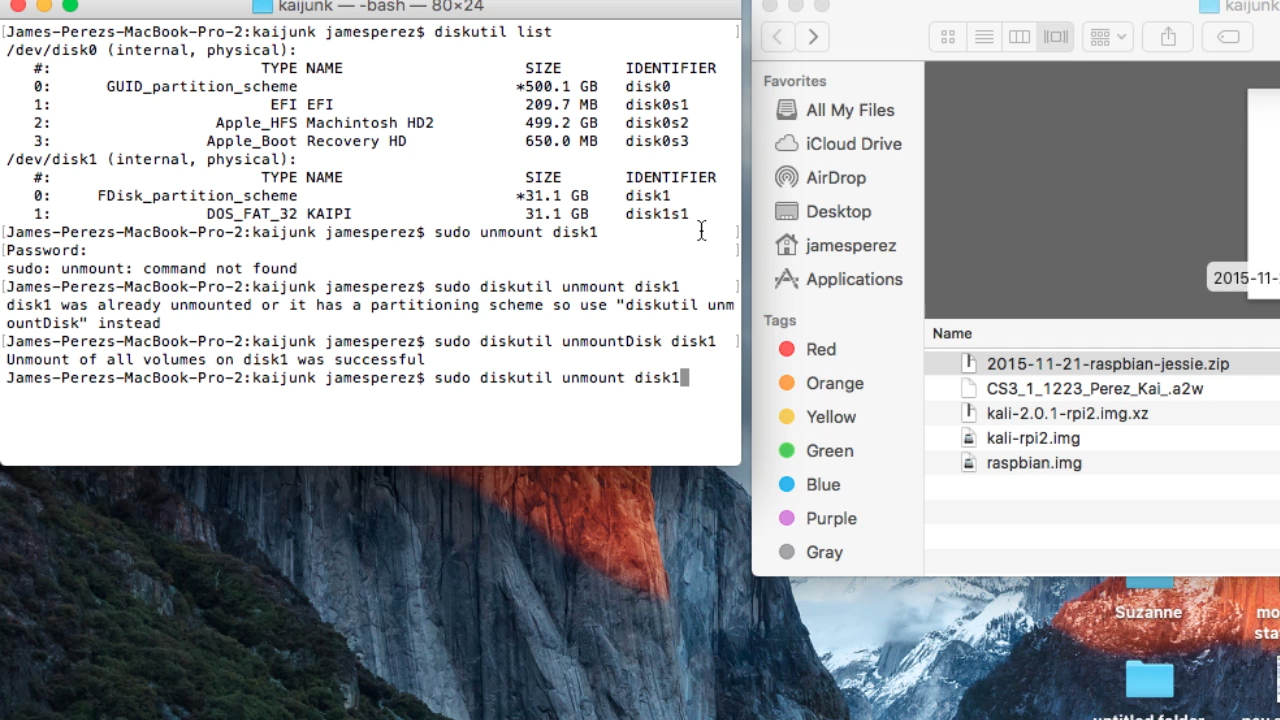 kaijunk — -bash — 80×24
[James-Perezs-MacBook-Pro-2:kaijunk jamesperez$ diskutil list ]
/dev/disk0 (internal, physical):
#: TYPE NAME SIZE IDENTIFIER
0: GUID_partition_scheme *500.1 GB disk0
1: EFI EFI 209.7 MB disk0s1
2: Apple_HFS Machintosh HD2 499.2 GB disk0s2
3: Apple_Boot Recovery HD 650.0 MB disk0s3
/dev/disk1 (internal, physical):
#: TYPE NAME SIZE IDENTIFIER
0: FDisk_partition_scheme *31.1 GB disk1
1: DOS_FAT_32 KAIPI 31.1 GB disk1s1
[James-Perezs-MacBook-Pro-2:kaijunk jamesperez$ sudo unmount disk1 ]
[Password: ]
sudo: unmount: command not found
[James-Perezs-MacBook-Pro-2:kaijunk jamesperez$ sudo diskutil unmount disk1 ]
disk1 was already unmounted or it has a partitioning scheme so use "diskutil unm
ountDisk" instead
[James-Perezs-MacBook-Pro-2:kaijunk jamesperez$ sudo diskutil unmountDisk disk1 ]
Unmount of all volumes on disk1 was successful
James-Perezs-MacBook-Pro-2:kaijunk jamesperez$ sudo diskutil unmount disk1
kaijunk
Favorites
All My Files
iCloud Drive
AirDrop
Desktop
jamesperez
Applications
Tags
Red
Orange
Yellow
Green
Blue
Purple
Gray
2015-11-
Name
2015-11-21-raspbian-jessie.zip
CS3_1_1223_Perez_Kai_.a2w
kali-2.0.1-rpi2.img.xz
kali-rpi2.img
raspbian.img
Suzanne
mo
sta
untitled folder